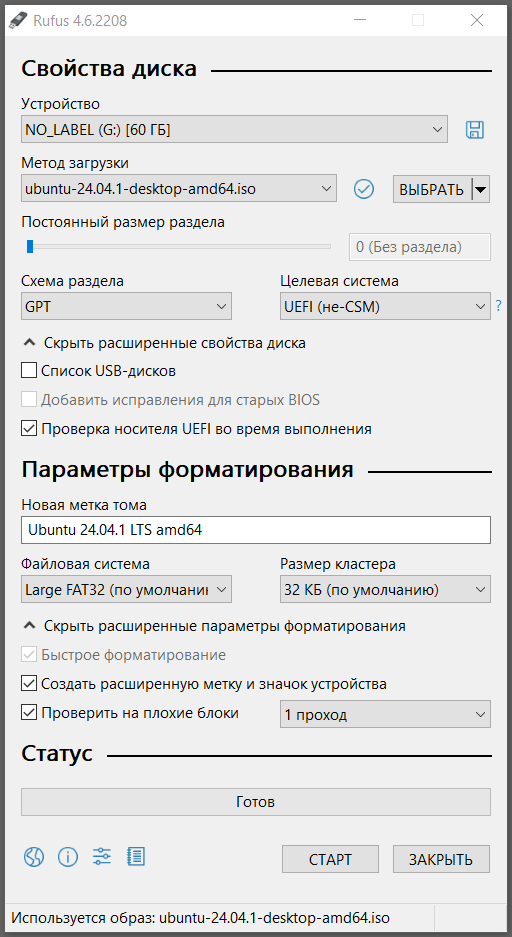 Rufus 4.6.2208
Свойства диска
Устройство
NO_LABEL (G:) [60 ГБ]
Метод загрузки
ubuntu-24.04.1-desktop-amd64.iso
ВЫБРАТЬ
Постоянный размер раздела
0 (Без раздела)
Схема раздела Целевая система
GPT UEFI (не-CSM) ?
Скрыть расширенные свойства диска
Список USB-дисков
Добавить исправления для старых BIOS
Проверка носителя UEFI во время выполнения
Параметры форматирования
Новая метка тома
Ubuntu 24.04.1 LTS amd64
Файловая система Размер кластера
Large FAT32 (по умолчани 32 КБ (по умолчанию)
Скрыть расширенные параметры форматирования
Быстрое форматирование
Создать расширенную метку и значок устройства
Проверить на плохие блоки 1 проход
Статус
Готов
СТАРТ ЗАКРЫТЬ
Используется образ: ubuntu-24.04.1-desktop-amd64.iso